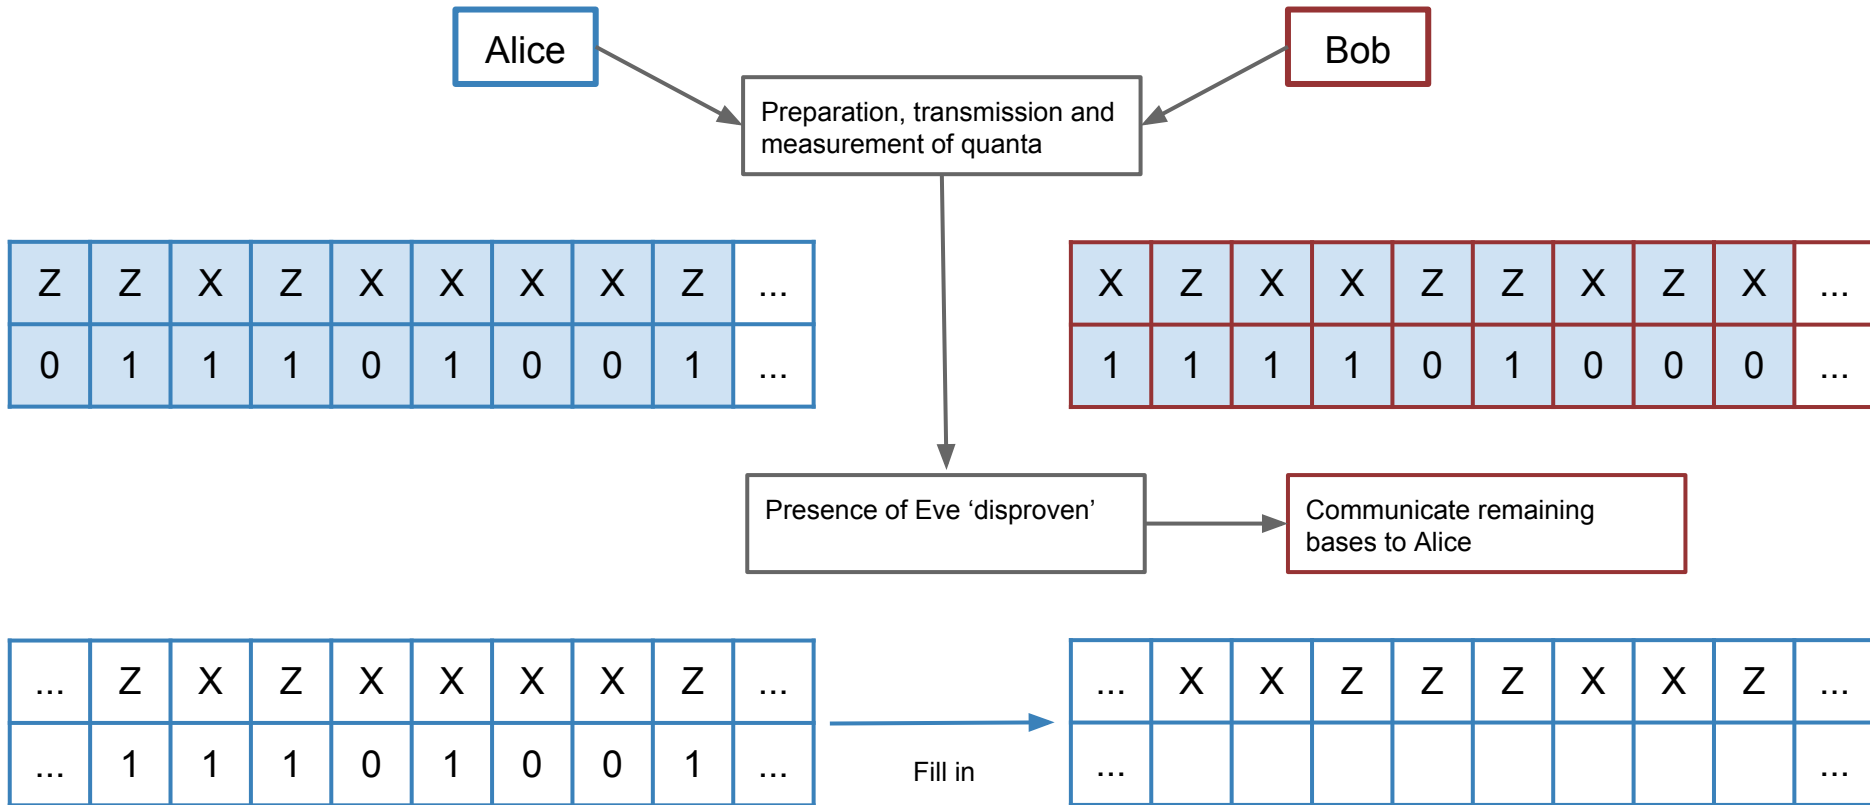 Alice
Bob
Preparation, transmission and
measurement of quanta
Z Z X Z X X X X Z ...
0 1 1 1 0 1 0 0 1 ...
X Z X X Z Z X Z X ...
1 1 1 1 0 1 0 0 0 ...
Presence of Eve ‘disproven’
Communicate remaining
bases to Alice
... Z X Z X X X X Z ...
... 1 1 1 0 1 0 0 1 ...
Fill in
... X X Z Z Z X X Z ...
... ...